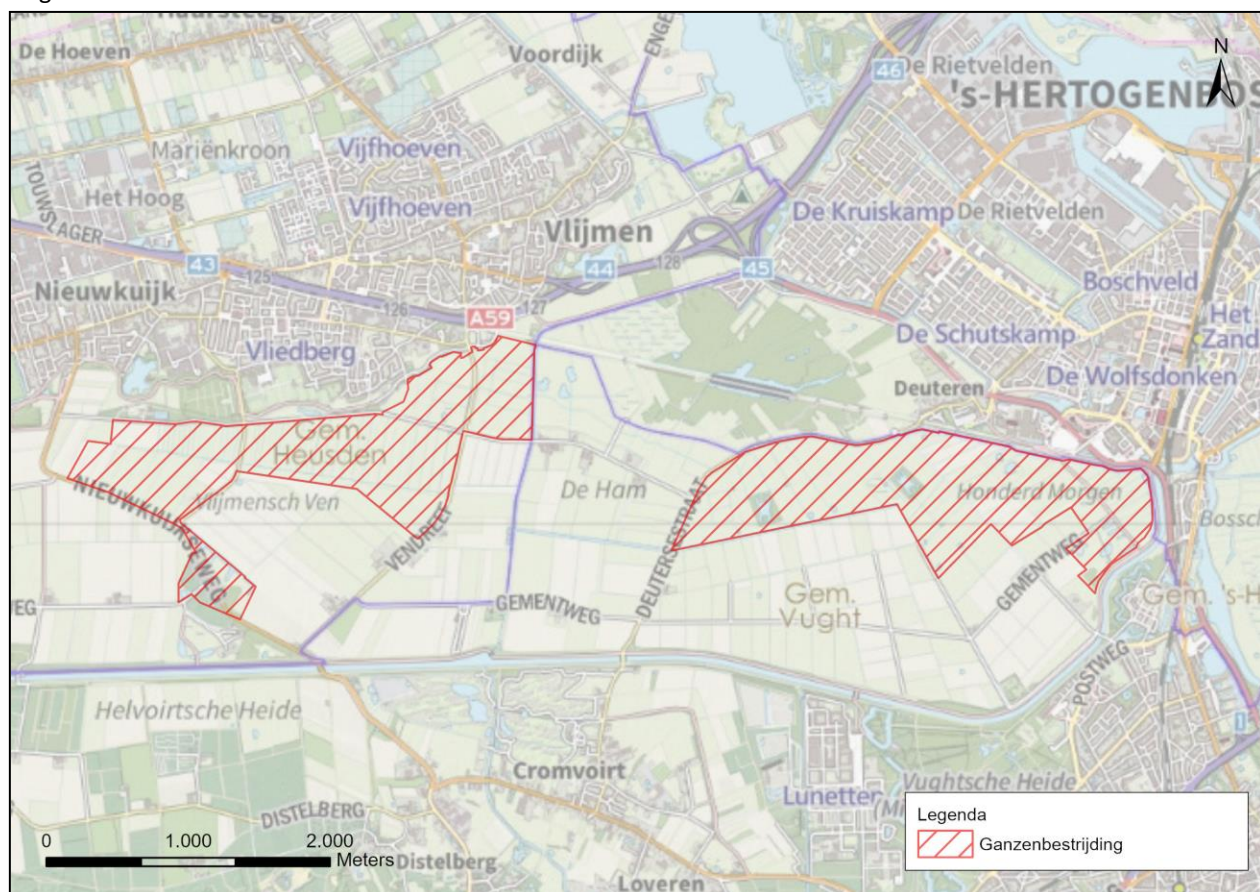 De Hoeven
Voordijk
46
De Rietvelden
N
's-HERTOGENBOS
Mariënkroon
Vijfhoeven
Het Hoog
Vijfhoeven
De Kruiskamp
De Rietvelden
TOUWSLAGER
Vlijmen
43
125
44
128
45
Boschveld
Nieuwkuijk
126
A59
127
Het
Zand
Vliedberg
De Schutskamp
Deuteren
De Wolfsdonken
Gem.
Heusden
NIEUWKUIJKSEWEG
Vlijmensch Ven
De Ham
Honderd Morgen
VENDREEF
DEUTERSESTRAAT
GEMENTWEG
GEMENTWEG
Gem.
Vught
Gem. 's-H
POSTWEG
Helvoirtsche Heide
Cromvoirt
Vughtsche Heide
Lunetten
DISTELBERG
Distelberg
Loveren
0
1.000
2.000
Meters
Legenda
Ganzenbestrijding